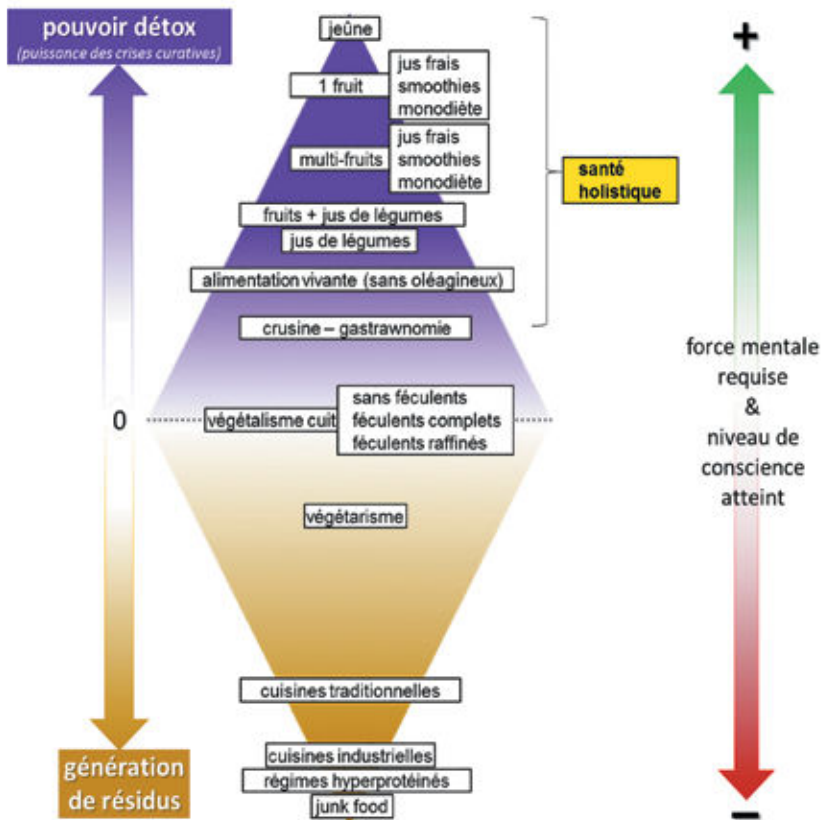 pouvoir détox
(puissance des crises curatives)
jeûne
+
1 fruit
jus frais
smoothies
monodiète
multi-fruits
jus frais
smoothies
monodiète
santé
holistique
fruits + jus de légumes
jus de légumes
alimentation vivante (sans oléagineux)
crusine – gastrawnomie
force mentale
requise
&
niveau de
conscience
atteint
0
végétalisme cuit
sans féculents
féculents complets
féculents raffinés
végétarisme
cuisines traditionnelles
génération
de résidus
cuisines industrielles
régimes hyperprotéinés
junk food
–